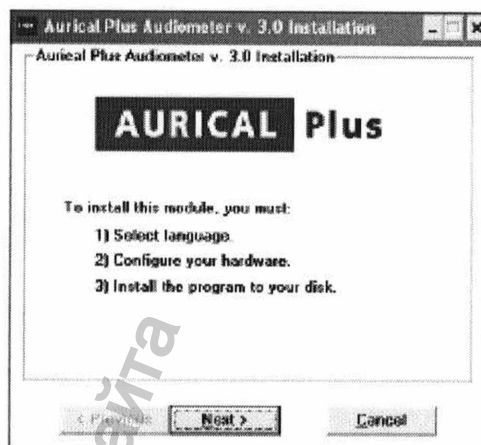 Aurical Plus Audiometer v. 3.0 Installation
Aurical Plus Audiometer v. 3.0 Installation
AURICAL Plus
To install this module, you must:
1) Select language.
2) Configure your hardware.
3) Install the program to your disk.
< Previous Next > Cancel